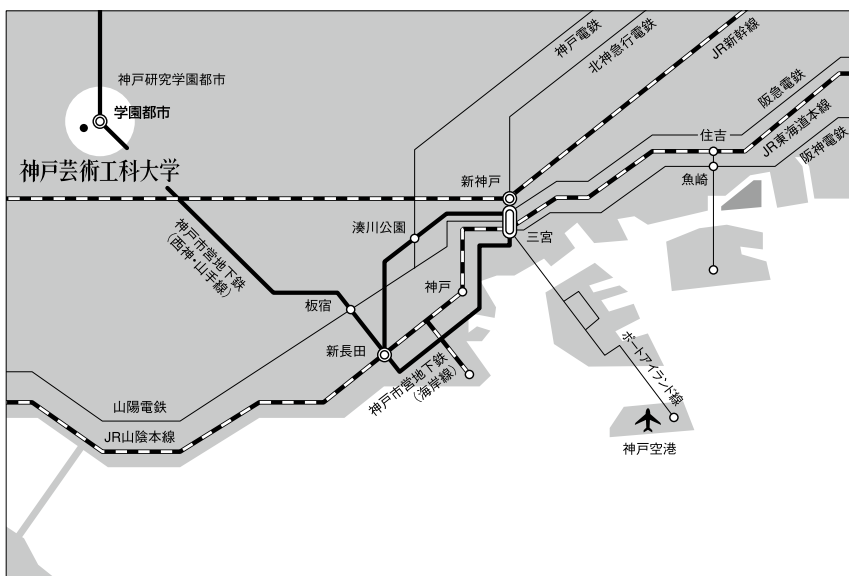 神戸電鉄
北神急行電鉄
JR新幹線
神戸研究学園都市
学園都市
神戸芸術工科大学
阪急電鉄
住吉
JR東海道本線
阪神電鉄
新神戸
魚崎
湊川公園
三宮
神戸市営地下鉄
(西神・山手線)
神戸
板宿
新長田
ポートアイランド線
神戸市営地下鉄
(海岸線)
山陽電鉄
JR山陰本線
神戸空港